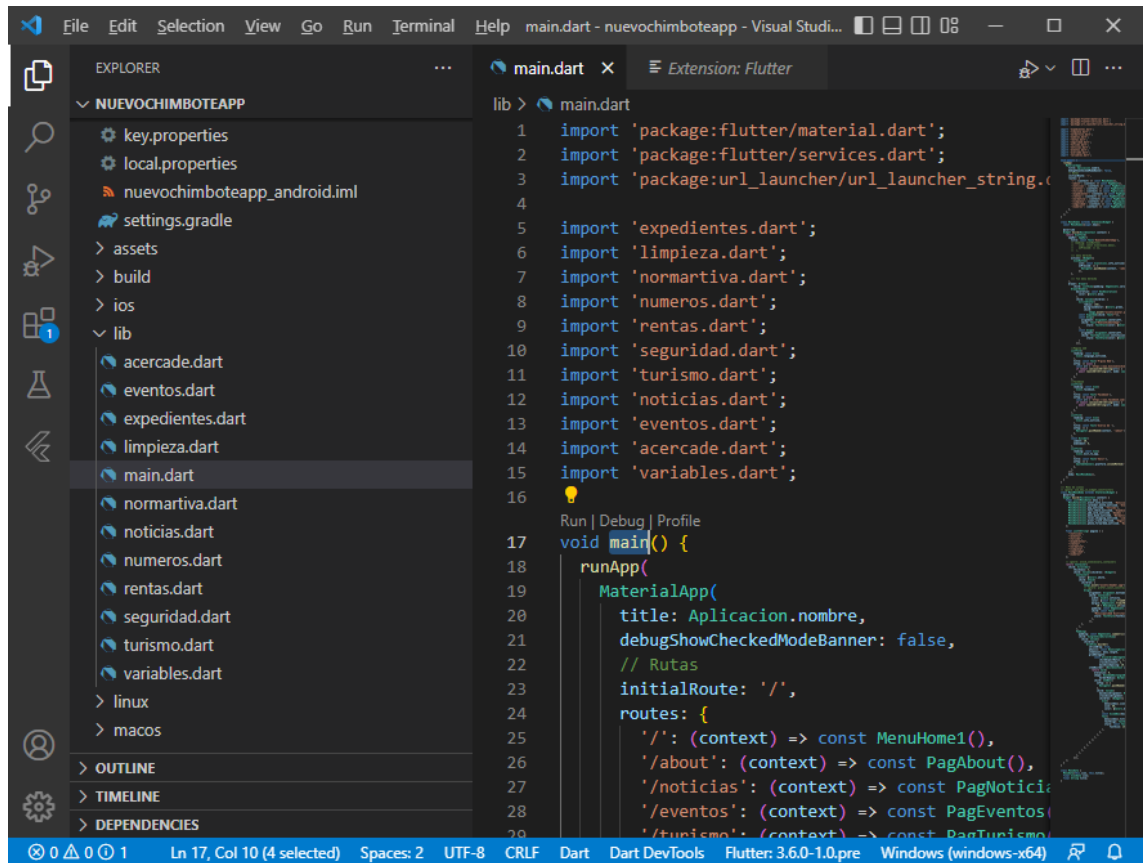 File Edit Selection View Go Run Terminal Help main.dart - nuevochimboteapp - Visual Studi...
EXPLORER
NUEVOCHIMBOTEAPP
key.properties
local.properties
nuevochimboteapp_android.iml
settings.gradle
assets
build
ios
lib
acercade.dart
eventos.dart
expedientes.dart
limpieza.dart
main.dart
normartiva.dart
noticias.dart
numeros.dart
rentas.dart
seguridad.dart
turismo.dart
variables.dart
linux
macos
OUTLINE
TIMELINE
DEPENDENCIES
1
main.dart Extension: Flutter
lib > main.dart
1 import 'package:flutter/material.dart';
2 import 'package:flutter/services.dart';
3 import 'package:url_launcher/url_launcher_string.
4
5 import 'expedientes.dart';
6 import 'limpieza.dart';
7 import 'normartiva.dart';
8 import 'numeros.dart';
9 import 'rentas.dart';
10 import 'seguridad.dart';
11 import 'turismo.dart';
12 import 'noticias.dart';
13 import 'eventos.dart';
14 import 'acercade.dart';
15 import 'variables.dart';
16
Run | Debug | Profile
17 void main() {
18 runApp(
19 MaterialApp(
20 title: Aplicacion.nombre,
21 debugShowCheckedModeBanner: false,
22 // Rutas
23 initialRoute: '/',
24 routes: {
25 '/': (context) => const MenuHome1(),
26 '/about': (context) => const PagAbout(),
27 '/noticias': (context) => const PagNoticia
28 '/eventos': (context) => const PagEventos(
29 '/turismo': (context) => const PagTurismo
0 0 1 Ln 17, Col 10 (4 selected) Spaces: 2 UTF-8 CRLF Dart Dart DevTools Flutter: 3.6.0-1.0.pre Windows (windows-x64)